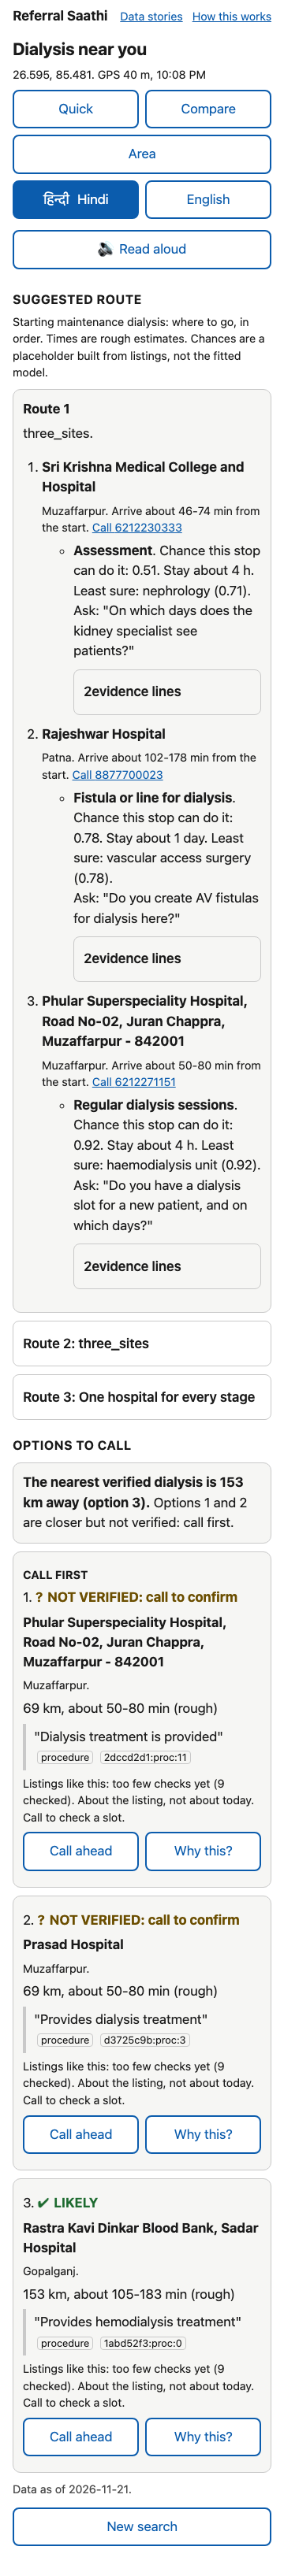 Referral Saathi Data stories How this works
Dialysis near you
26.595, 85.481. GPS 40 m, 10:08 PM
Quick Compare
Area
हिन्दी Hindi English
Read aloud
SUGGESTED ROUTE
Starting maintenance dialysis: where to go, in
order. Times are rough estimates. Chances are a
placeholder built from listings, not the fitted
model.
Route 1
three_sites.
1. Sri Krishna Medical College and
Hospital
Muzaffarpur. Arrive about 46-74 min from
the start. Call 6212230333
Assessment. Chance this stop
can do it: 0.51. Stay about 4 h.
Least sure: nephrology (0.71).
Ask: "On which days does the
kidney specialist see
patients?"
2evidence lines
2. Rajeshwar Hospital
Patna. Arrive about 102-178 min from the
start. Call 8877700023
Fistula or line for dialysis.
Chance this stop can do it:
0.78. Stay about 1 day. Least
sure: vascular access surgery
(0.78).
Ask: "Do you create AV fistulas
for dialysis here?"
2evidence lines
3. Phular Superspeciality Hospital,
Road No-02, Juran Chappra,
Muzaffarpur - 842001
Muzaffarpur. Arrive about 50-80 min from
the start. Call 6212271151
Regular dialysis sessions.
Chance this stop can do it:
0.92. Stay about 4 h. Least
sure: haemodialysis unit (0.92).
Ask: "Do you have a dialysis
slot for a new patient, and on
which days?"
2evidence lines
Route 2: three_sites
Route 3: One hospital for every stage
OPTIONS TO CALL
The nearest verified dialysis is 153
km away (option 3). Options 1 and 2
are closer but not verified: call first.
CALL FIRST
1. ? NOT VERIFIED: call to confirm
Phular Superspeciality Hospital,
Road No-02, Juran Chappra,
Muzaffarpur - 842001
Muzaffarpur.
69 km, about 50-80 min (rough)
"Dialysis treatment is provided"
procedure 2dccd2d1:proc:11
Listings like this: too few checks yet (9
checked). About the listing, not about today.
Call to check a slot.
Call ahead Why this?
2. ? NOT VERIFIED: call to confirm
Prasad Hospital
Muzaffarpur.
69 km, about 50-80 min (rough)
"Provides dialysis treatment"
procedure d3725c9b:proc:3
Listings like this: too few checks yet (9
checked). About the listing, not about today.
Call to check a slot.
Call ahead Why this?
3. ✔ LIKELY
Rastra Kavi Dinkar Blood Bank, Sadar
Hospital
Gopalganj.
153 km, about 105-183 min (rough)
"Provides hemodialysis treatment"
procedure 1abd52f3:proc:0
Listings like this: too few checks yet (9
checked). About the listing, not about today.
Call to check a slot.
Call ahead Why this?
Data as of 2026-11-21.
New search